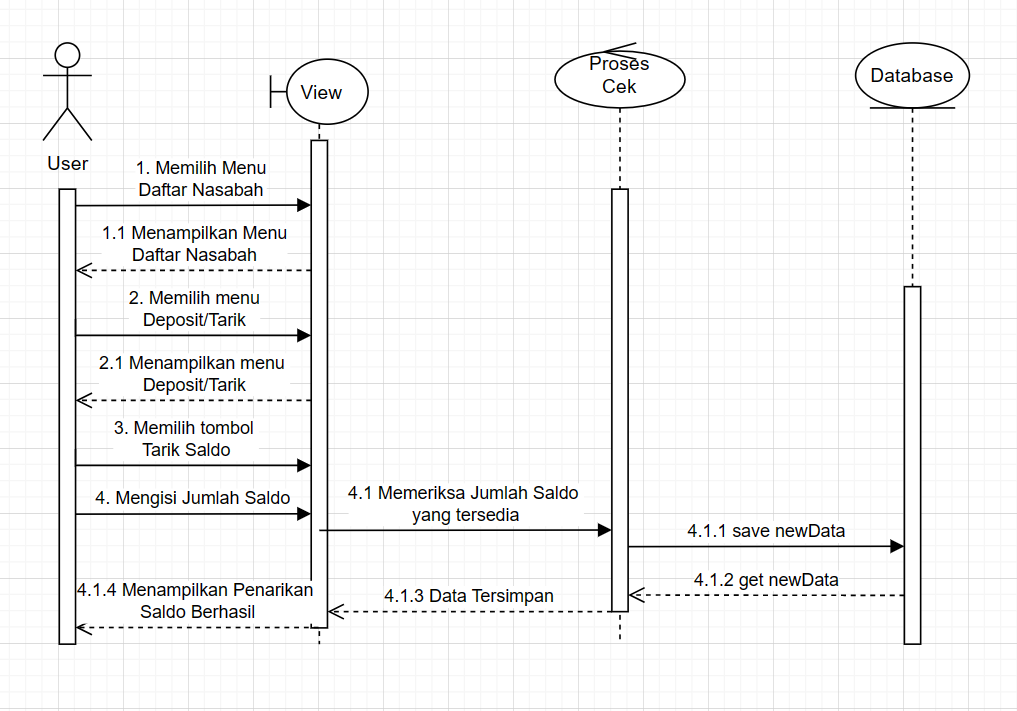 Proses
Cek
View
Database
User
1. Memilih Menu
Daftar Nasabah
1.1 Menampilkan Menu
Daftar Nasabah
2. Memilih menu
Deposit/Tarik
2.1 Menampilkan menu
Deposit/Tarik
3. Memilih tombol
Tarik Saldo
4. Mengisi Jumlah Saldo
4.1 Memeriksa Jumlah Saldo
yang tersedia
4.1.1 save newData
4.1.2 get newData
4.1.3 Data Tersimpan
4.1.4 Menampilkan Penarikan
Saldo Berhasil